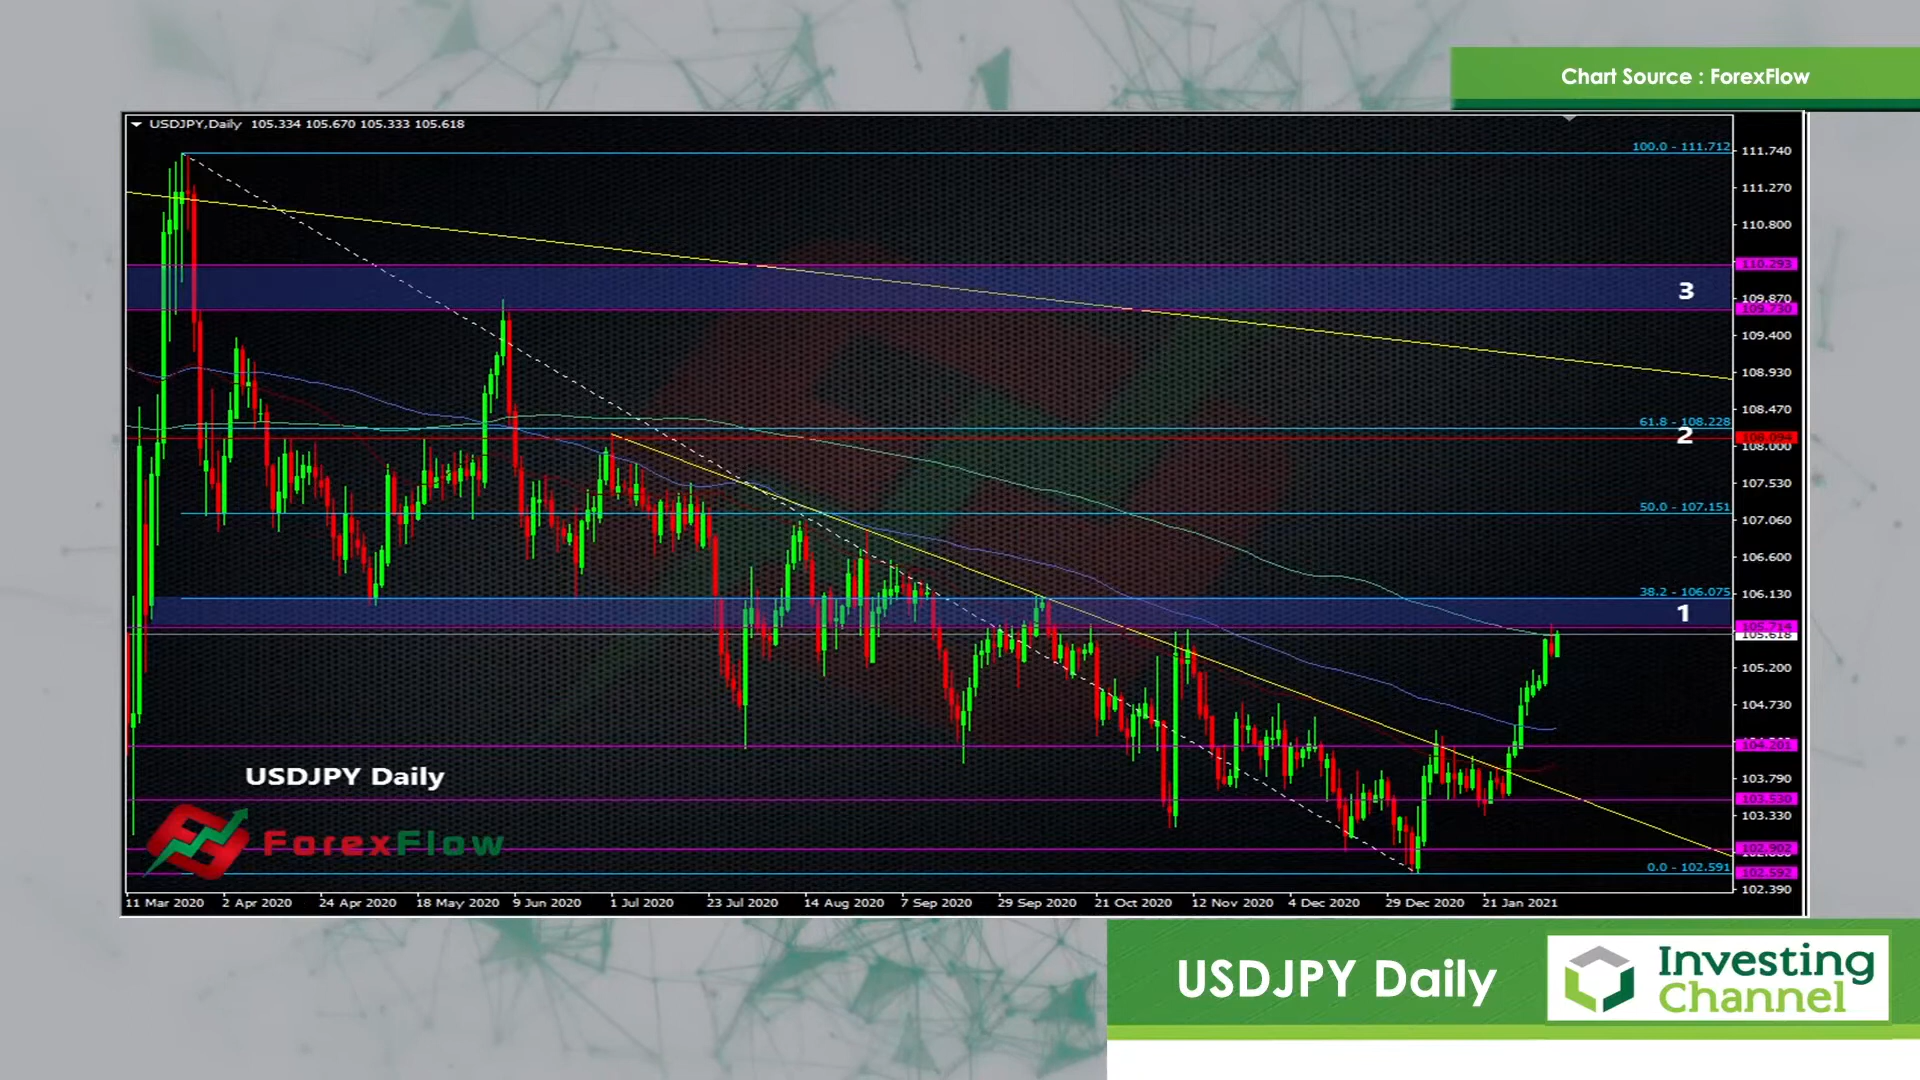 Chart Source : ForexFlow
USDJPY,Daily 105.334 105.670 105.333 105.618
100.0 - 111.712
111.740
111.270
110.800
110.293
3
109.870
109.730
109.400
108.930
108.470
61.8 - 108.228
2
108.094
108.000
107.530
50.0 - 107.151
107.060
106.600
38.2 - 106.075
106.130
1
105.714
105.618
105.200
104.730
104.201
USDJPY Daily
103.790
103.530
103.330
ForexFlow
102.902
0.0 - 102.591
102.592
102.390
11 Mar 2020 2 Apr 2020 24 Apr 2020 18 May 2020 9 Jun 2020 1 Jul 2020 23 Jul 2020 14 Aug 2020 7 Sep 2020 29 Sep 2020 21 Oct 2020 12 Nov 2020 4 Dec 2020 29 Dec 2020 21 Jan 2021
USDJPY Daily
Investing
Channel